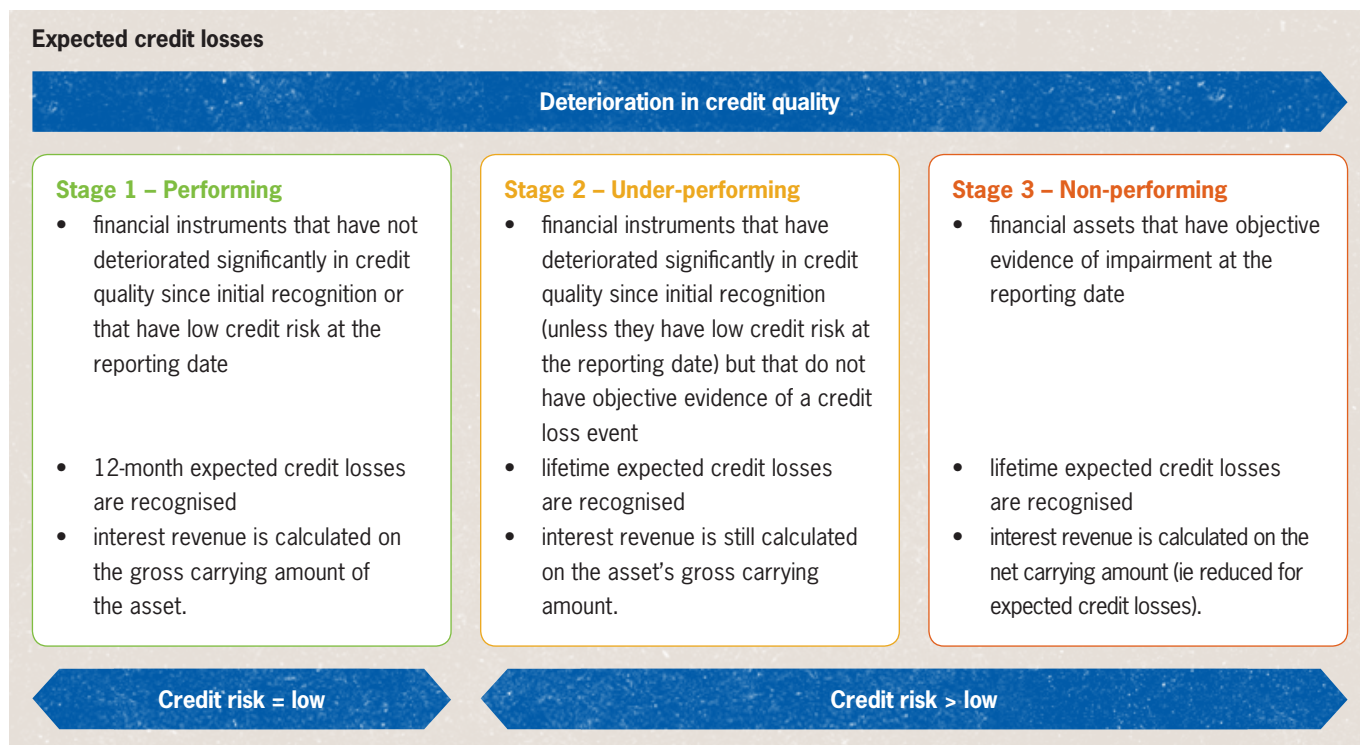 Expected credit losses
Deterioration in credit quality
Stage 1 – Performing
• financial instruments that have not
deteriorated significantly in credit
quality since initial recognition or
that have low credit risk at the
reporting date
• 12-month expected credit losses
are recognised
• interest revenue is calculated on
the gross carrying amount of
the asset.
Stage 2 – Under-performing
• financial instruments that have
deteriorated significantly in credit
quality since initial recognition
(unless they have low credit risk at
the reporting date) but that do not
have objective evidence of a credit
loss event
• lifetime expected credit losses
are recognised
• interest revenue is still calculated
on the asset’s gross carrying
amount.
Stage 3 – Non-performing
• financial assets that have objective
evidence of impairment at the
reporting date
• lifetime expected credit losses
are recognised
• interest revenue is calculated on the
net carrying amount (ie reduced for
expected credit losses).
Credit risk = low
Credit risk > low